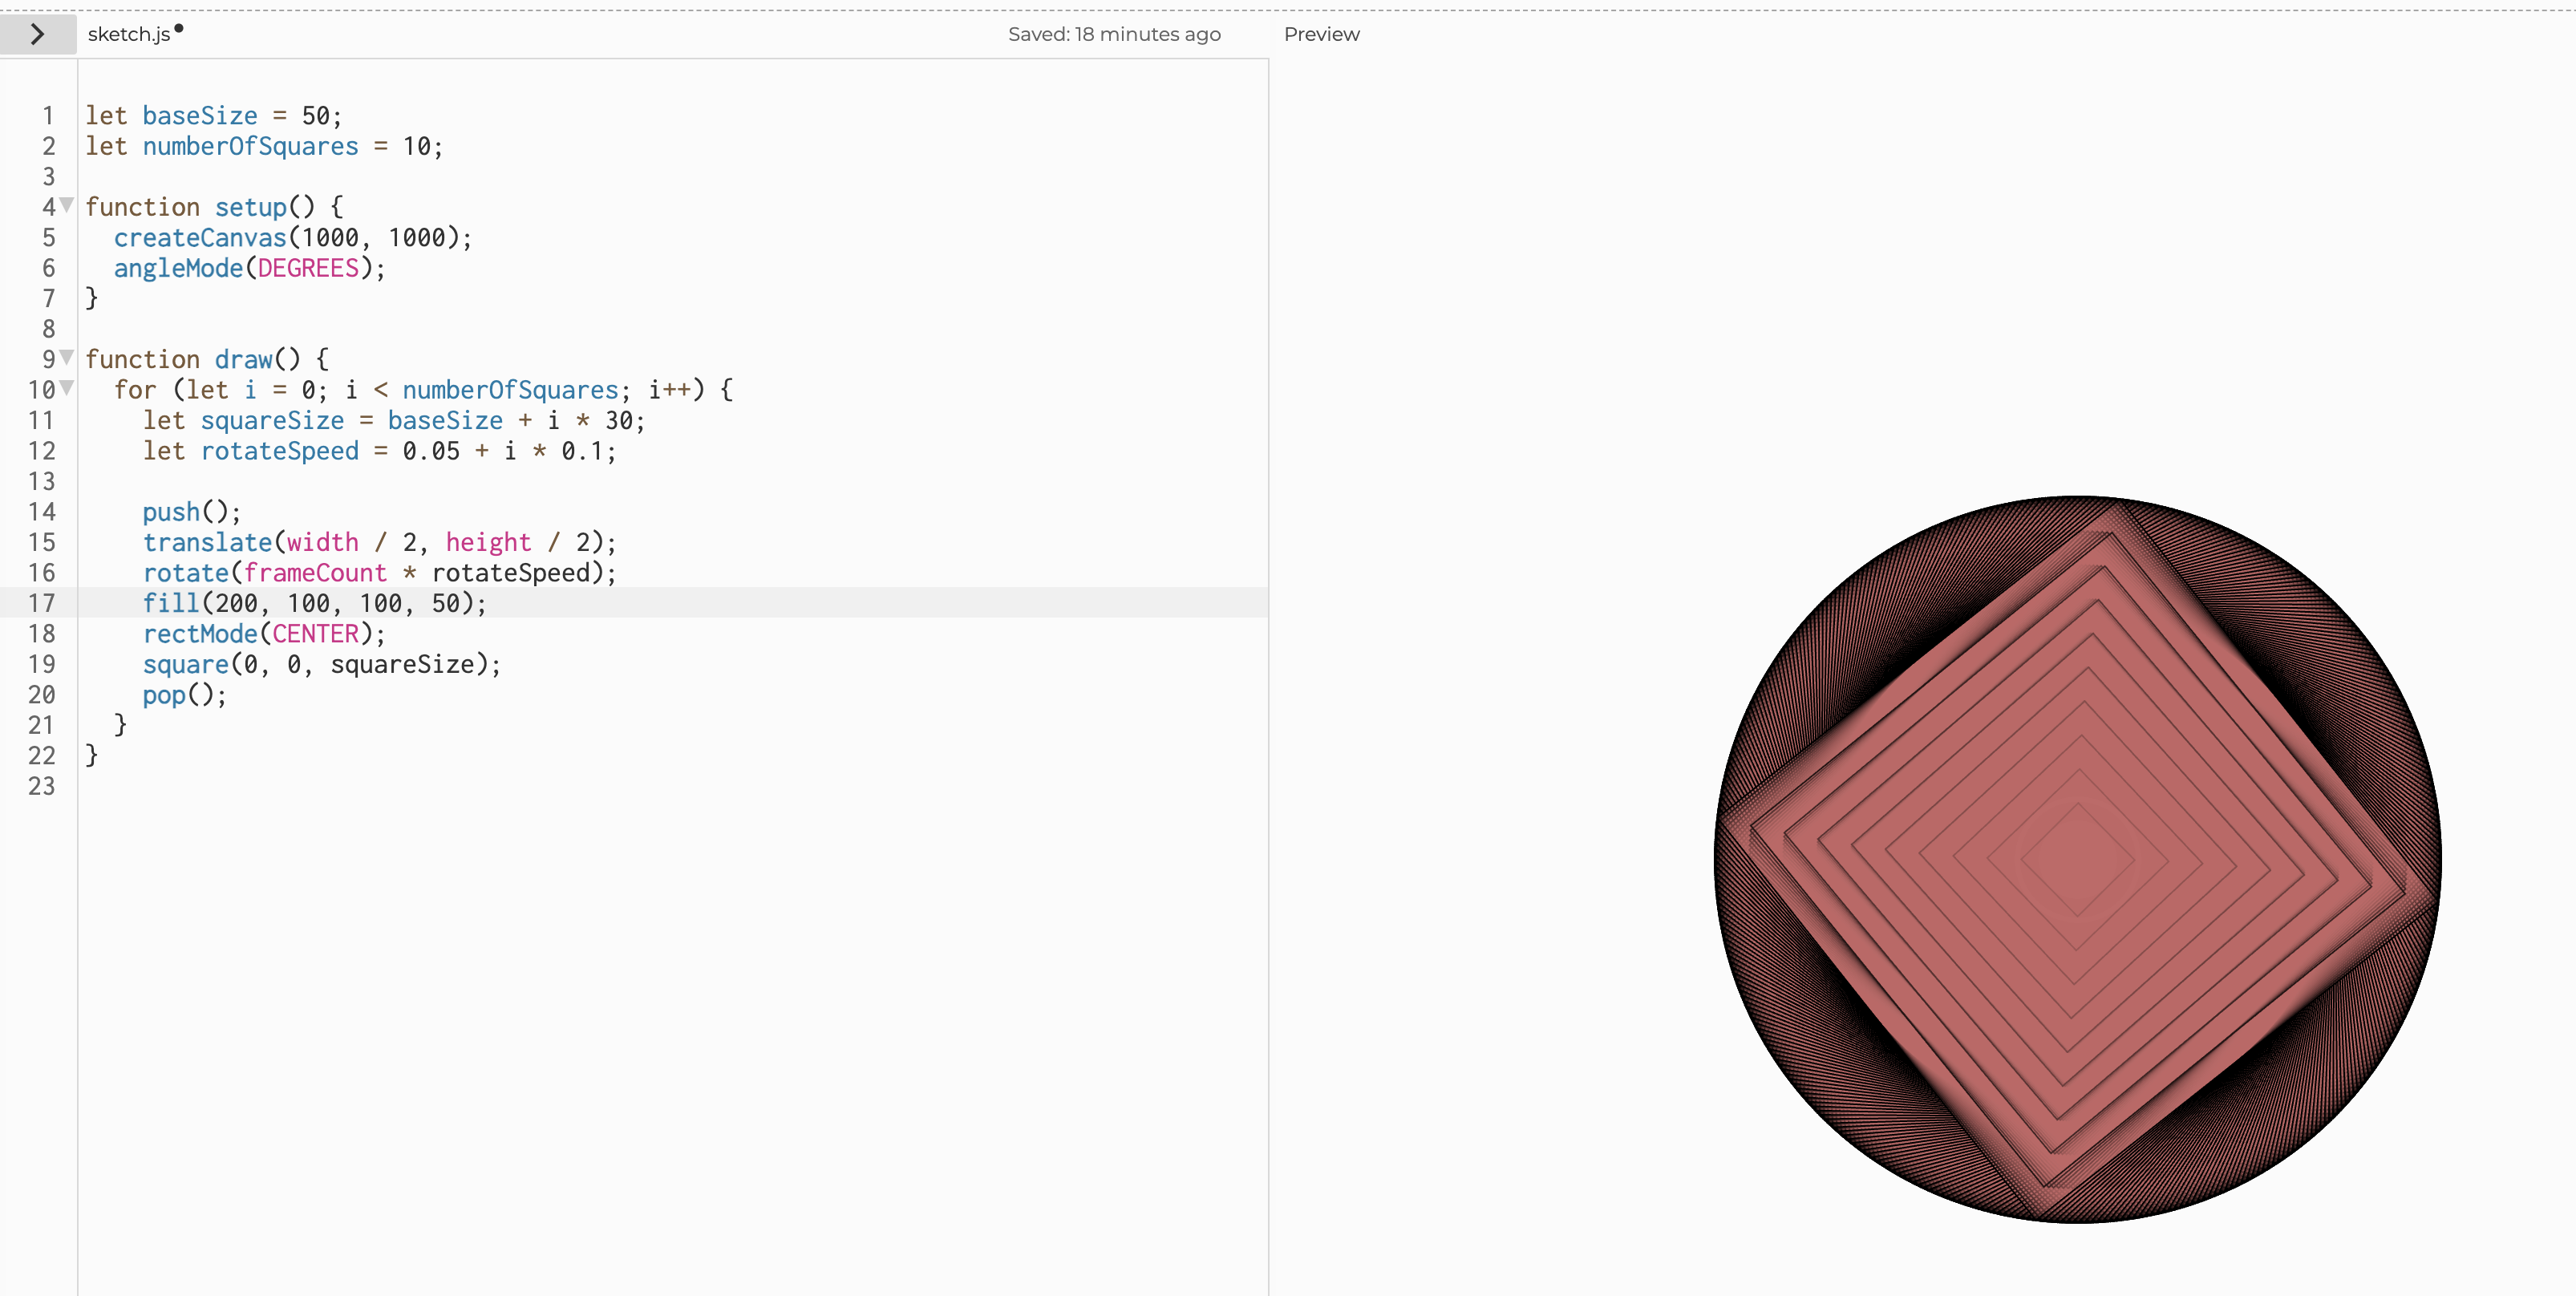 sketch.js
Saved: 18 minutes ago
Preview
1 let baseSize = 50;
2 let numberOfSquares = 10;
3
4 function setup() {
5   createCanvas(1000, 1000);
6   angleMode(DEGREES);
7 }
8
9 function draw() {
10   for (let i = 0; i < numberOfSquares; i++) {
11     let squareSize = baseSize + i * 30;
12     let rotateSpeed = 0.05 + i * 0.1;
13
14     push();
15     translate(width / 2, height / 2);
16     rotate(frameCount * rotateSpeed);
17     fill(200, 100, 100, 50);
18     rectMode(CENTER);
19     square(0, 0, squareSize);
20     pop();
21   }
22 }
23